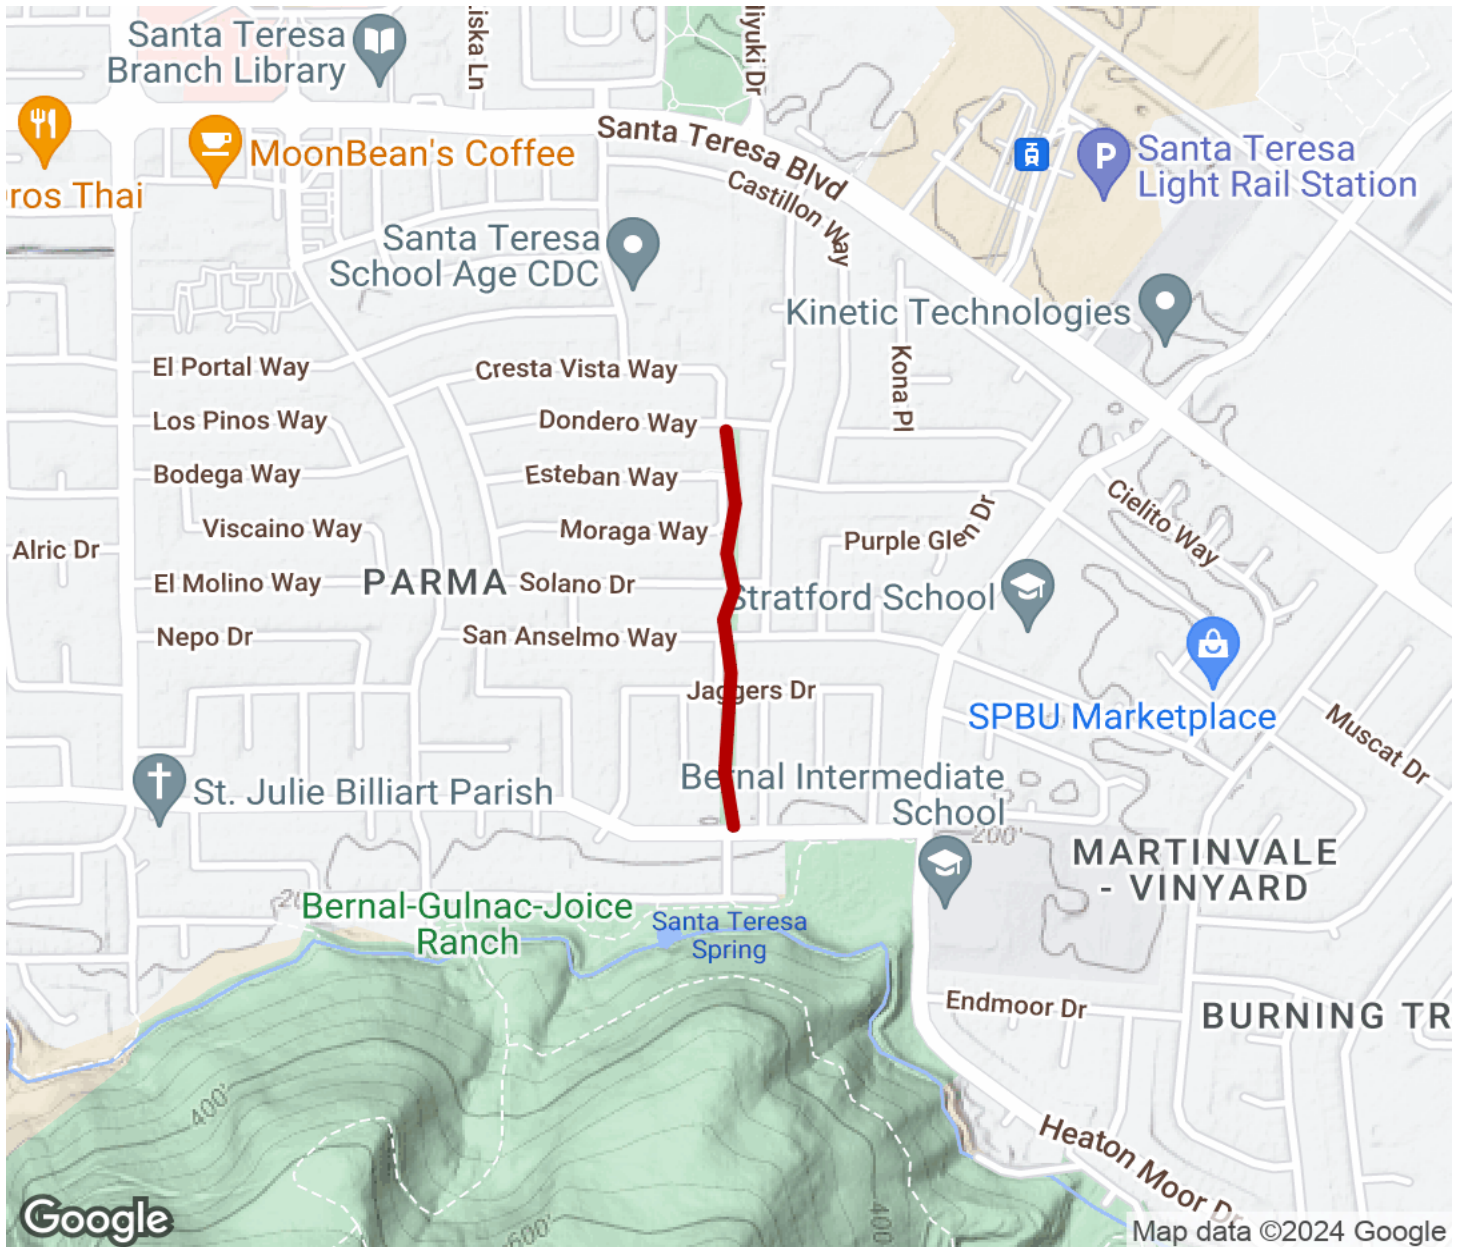 Santa Teresa
Branch Library
iska Ln
iyuki Dr
MoonBean's Coffee
ros Thai
Santa Teresa Blvd
Castillon Way
P
Santa Teresa
Light Rail Station
Santa Teresa
School Age CDC
Kinetic Technologies
El Portal Way
Cresta Vista Way
Kona Pl
Los Pinos Way
Dondero Way
Bodega Way
Esteban Way
Viscaino Way
Moraga Way
Purple Glen Dr
Cielito Way
Alric Dr
El Molino Way
PARMA
Solano Dr
Stratford School
Nepo Dr
San Anselmo Way
Jaggers Dr
SPBU Marketplace
Muscat Dr
St. Julie Billiart Parish
Bernal Intermediate
School
200'
MARTINVALE
- VINYARD
Bernal-Gulnac-Joice
Ranch
Santa Teresa
Spring
Endmoor Dr
BURNING TR
400'
Heaton Moor Dr
600'
400
Google
Map data ©2024 Google